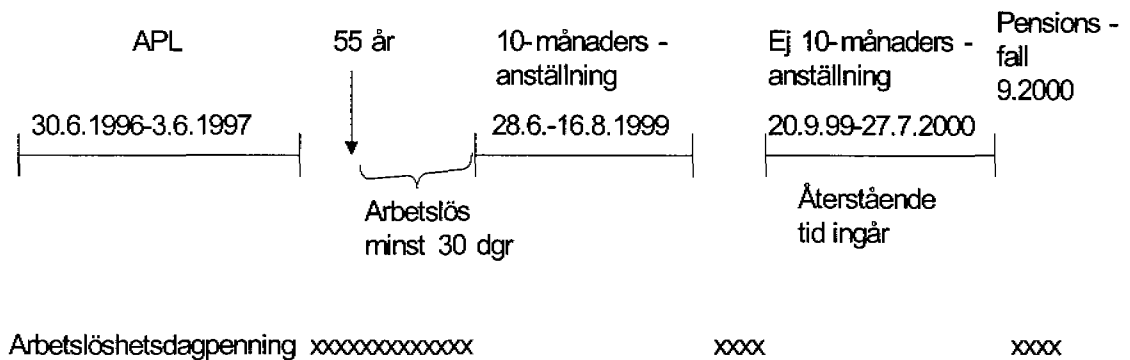 APL
55 år
10-månaders -
anställning
Ej 10-månaders -
anställning
Pensions -
fall
9.2000
30.6.1996-3.6.1997
28.6.-16.8.1999
20.9.99-27.7.2000
Arbetslös
minst 30 dgr
Återstående
tid ingår
Arbetslöshetsdagpenning xxxxxxxxxxxxx xxxx xxxx